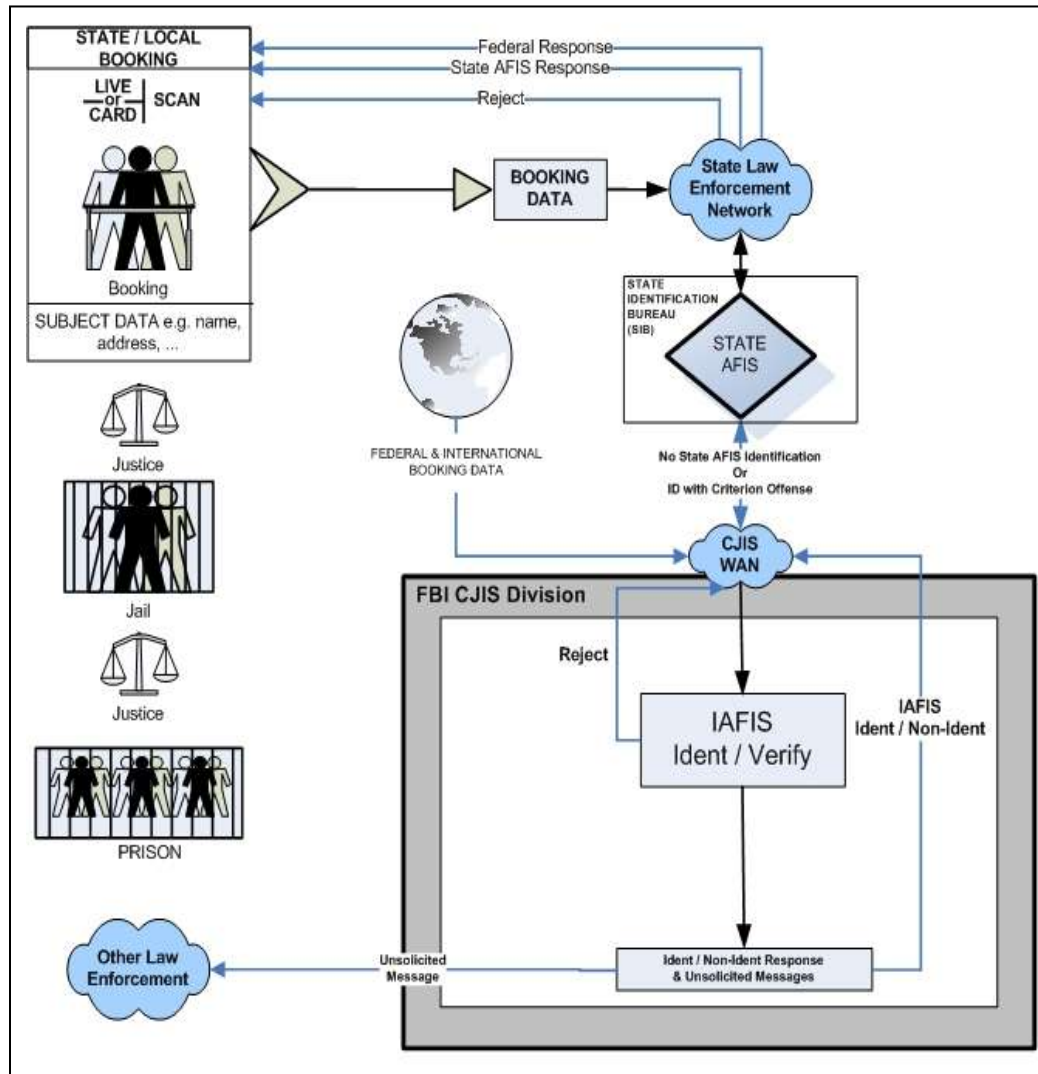 STATE / LOCAL
BOOKING
LIVE
or
CARD
SCAN
Booking
SUBJECT DATA e.g. name,
address, ...
Federal Response
State AFIS Response
Reject
BOOKING
DATA
State Law
Enforcement
Network
STATE
IDENTIFICATION
BUREAU
(SIB)
STATE
AFIS
FEDERAL & INTERNATIONAL
BOOKING DATA
No State AFIS Identification
Or
ID with Criterion Offense
CJIS
WAN
Justice
Jail
Justice
PRISON
FBI CJIS Division
Reject
IAFIS
Ident / Verify
IAFIS
Ident / Non-Ident
Ident / Non-Ident Response
& Unsolicited Messages
Unsolicited
Message
Other Law
Enforcement